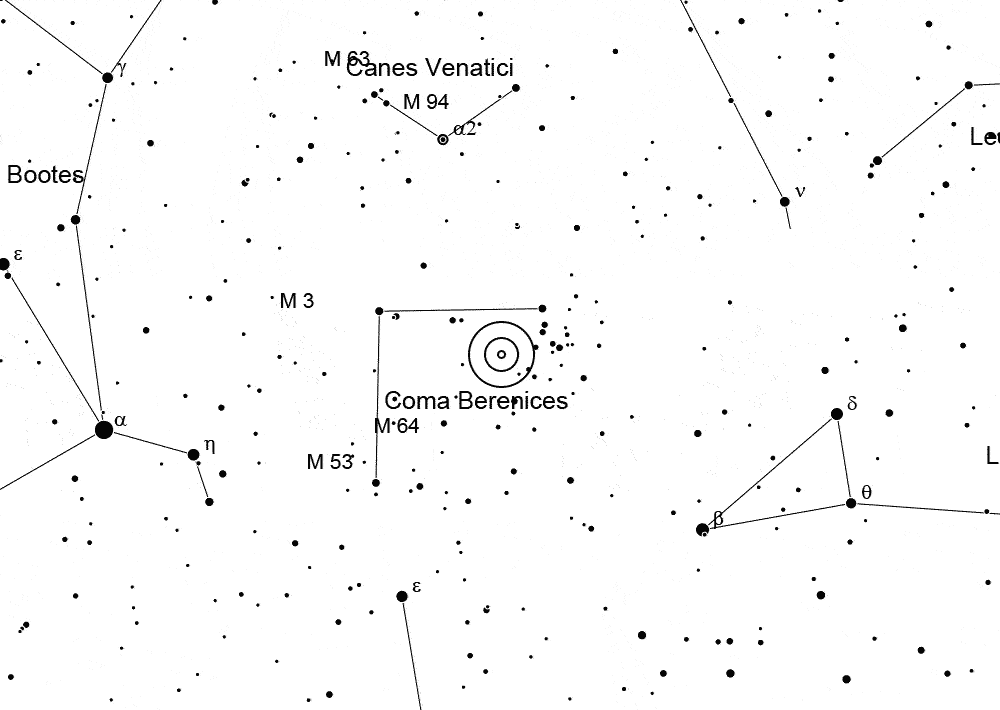 M 63
Canes Venatici
γ
M 94
α2
Leo
Bootes
ν
ε
M 3
Coma Berenices
δ
α
M 64
η
M 53
L
θ
β
ε